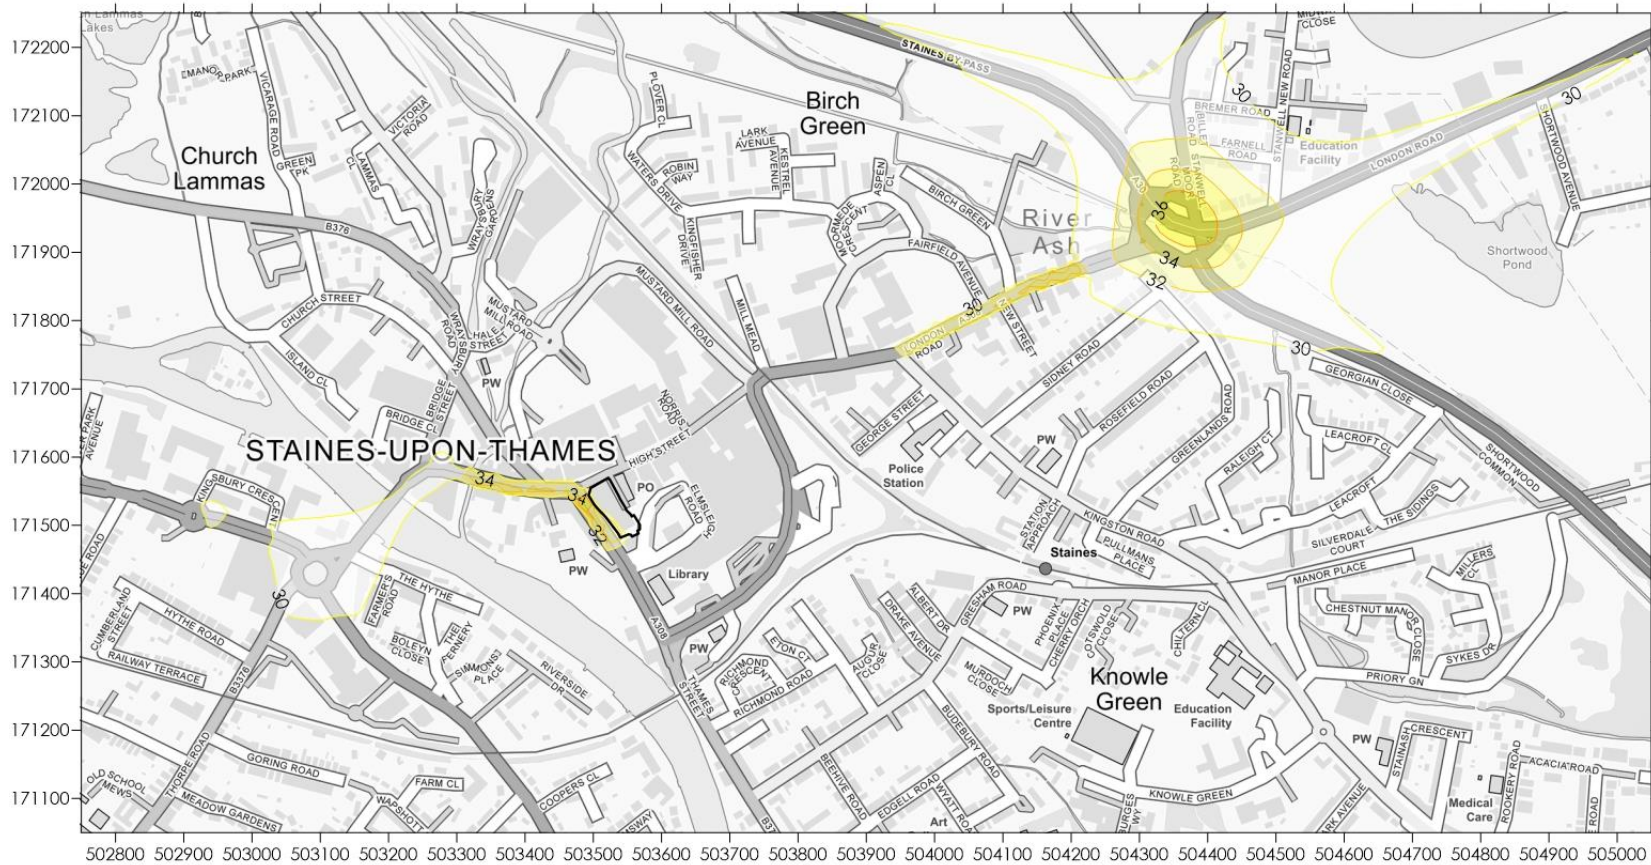 n Lammas
Lakes
172200
172100
172000
171900
171800
171700
171600
171500
171400
171300
171200
171100
MANOR PARK
VICARAGE ROAD
VICTORIA
ROAD
Church
Lammas
GREEN
TPK
LAMMAS
CL
B376
WRAYSBURY
GARDENS
CHURCH STREET
ISLAND CL
MUSTARD
MILL ROAD
HALE
STREET
WRAYSBURY
ROAD
PW
BRIDGE
STREET
BRIDGE CL
PLOVER CL
WATERS DRIVE
ROBIN
WAY
LARK
AVENUE
KESTREL
AVENUE
KINGFISHER
DRIVE
Birch
Green
ASPEN
CL
MOORMEDE
CRESCENT
BIRCH GREEN
FAIRFIELD AVENUE
MUSTARD MILL ROAD
MILL MEAD
STAINES BY-PASS
River
Ash
NEW STREET
LONDON
ROAD
30
A30
STANWELL
MOOR
ROAD
BILLET
ROAD
BREMER ROAD
FARNELL
ROAD
STANWELL NEW ROAD
CLOSE
Education
Facility
LONDON ROAD
30
30
SHORTWOOD AVENUE
Shortwood
Pond
36
34
32
30
GEORGIAN CLOSE
SHORTWOOD
COMMON
SIDNEY ROAD
ROSEFIELD ROAD
GREENLANDS ROAD
RALEIGH CT
LEACROFT CL
LEACROFT
THE SIDINGS
SILVERDALE
COURT
GEORGE STREET
Police
Station
PW
STATION
APPROACH
KINGSTON ROAD
PULLMANS
PLACE
Staines
MANOR PLACE
MILLERS
CL
CHESTNUT MANOR CLOSE
SYKES DR
PRIORY GN
STAINES-UPON-THAMES
NORRIS
ROAD
HIGH STREET
PO
ELMSLEIGH
ROAD
34
34
32
PW
Library
A308
AVENUE
30
THE HYTHE
FARMER'S
ROAD
BOLEYN
CLOSE
THE
FERNERY
SIMMONS
PLACE
RIVERSIDE
DR
CUMBERLAND
STREET
HYTHE ROAD
RAILWAY TERRACE
B3376
THORPE ROAD
GORING ROAD
FARM CL
OLD SCHOOL
MEWS
MEADOW GARDENS
WAPSHOTT
COOPERS CL
PW
THAMES
STREET
RICHMOND
CRESCENT
ETON CT
RICHMOND ROAD
AUGUR
CLOSE
DRAKE AVENUE
ALBERT DR
GRESHAM ROAD
PW
PHOENIX
PLACE
CHERRY ORCH
COTSWOLD
CLOSE
CHILTERN CL
MURDOCH
CLOSE
Knowle
Green
Sports/Leisure
Centre
Education
Facility
BUDEBURY ROAD
BEEHIVE ROAD
EDGELL ROAD
WYATT ROA
Art
KNOWLE GREEN
PW
STAINASH
CRESCENT
Medical
Care
ROOKERY ROAD
ACACIA ROAD
502800 502900 503000 503100 503200 503300 503400 503500 503600 503700 503800 503900 504000 504100 504200 504300 504400 504500 504600 504700 504800 504900 505000